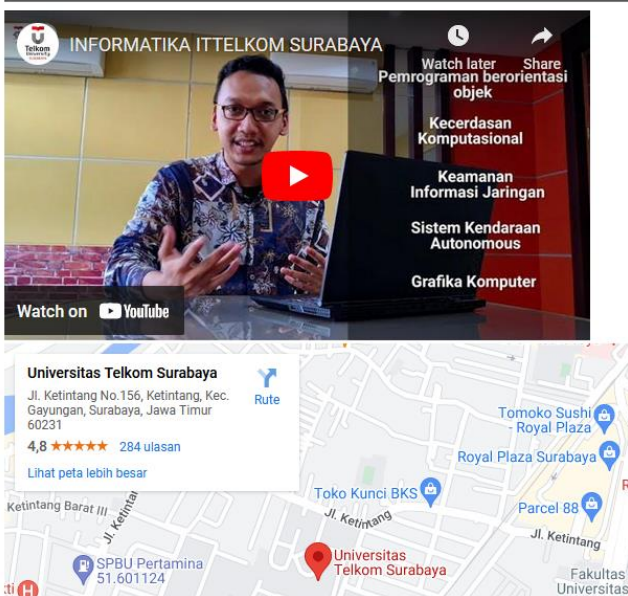 Telkom
University
SURABAYA
INFORMATIKA ITTELKOM SURABAYA
Watch later
Share
Pemrograman berorientasi
objek
Kecerdasan
Komputasional
Keamanan
Informasi Jaringan
Sistem Kendaraan
Autonomous
Grafika Komputer
Watch on YouTube
Universitas Telkom Surabaya
Jl. Ketintang No.156, Ketintang, Kec.
Gayungan, Surabaya, Jawa Timur
60231
Rute
4,8 ★★★★★ 284 ulasan
Lihat peta lebih besar
Tomoko Sushi
- Royal Plaza
Royal Plaza Surabaya
Toko Kunci BKS
Parcel 88
Ketintang Barat III
Jl. Ketintang
Jl. Ketintang
Universitas
Telkom Surabaya
SPBU Pertamina
51.601124
Fakultas
Universitas
H